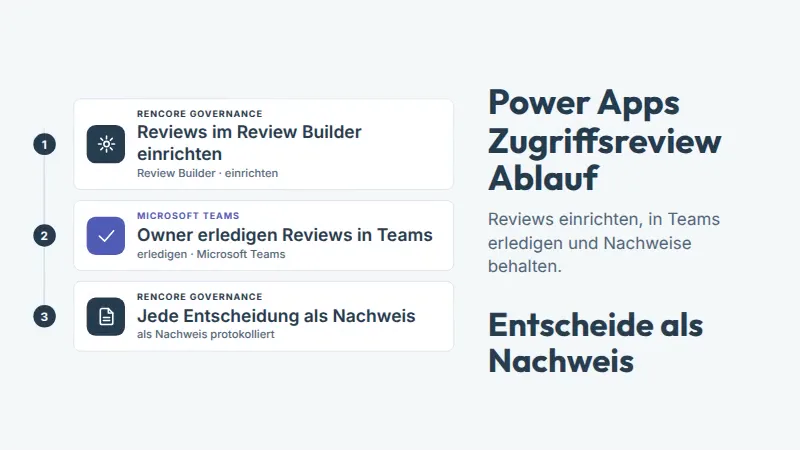 1
RENCORE GOVERNANCE
Reviews im Review Builder
einrichten
Review Builder · einrichten
2
MICROSOFT TEAMS
Owner erledigen Reviews in Teams
erledigen · Microsoft Teams
3
RENCORE GOVERNANCE
Jede Entscheidung als Nachweis
als Nachweis protokolliert
Power Apps
Zugriffsreview
Ablauf
Reviews einrichten, in Teams
erledigen und Nachweise
behalten.
Entscheide als
Nachweis